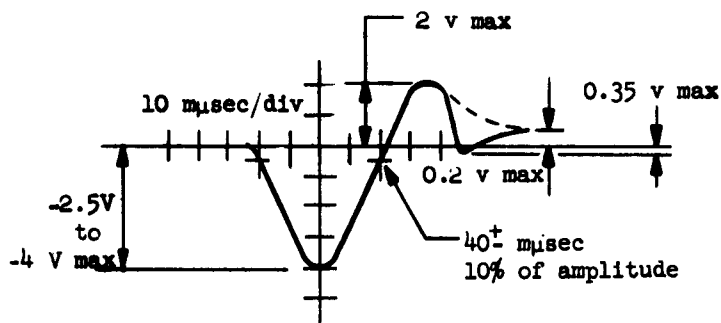 2 v max
10 mμsec/div
0.35 v max
0.2 v max
-2.5V
to
-4 V max
40± mμsec
10% of amplitude